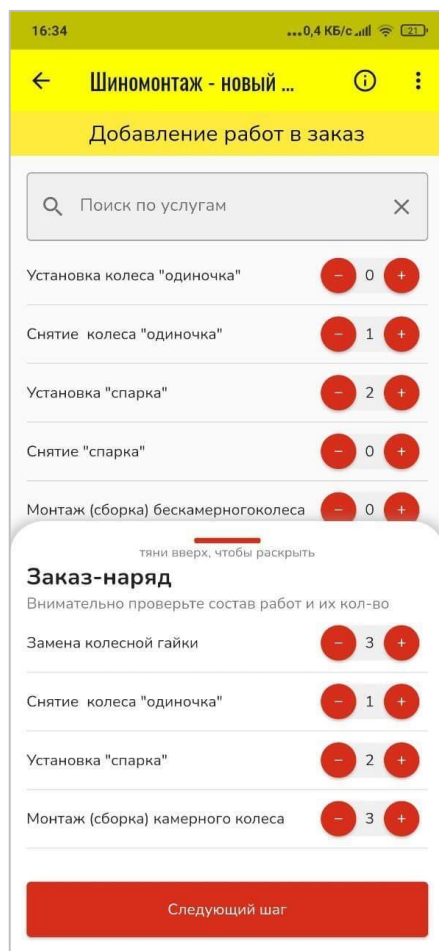 16:34
...0,4 КБ/с 21
Шиномонтаж - новый ...
Добавление работ в заказ
Поиск по услугам
Установка колеса "одиночка" - 0 +
Снятие колеса "одиночка" - 1 +
Установка "спарка" - 2 +
Снятие "спарка" - 0 +
Монтаж (сборка) бескамерногоколеса - 0 +
тяни вверх, чтобы раскрыть
Заказ-наряд
Внимательно проверьте состав работ и их кол-во
Замена колесной гайки - 3 +
Снятие колеса "одиночка" - 1 +
Установка "спарка" - 2 +
Монтаж (сборка) камерного колеса - 3 +
Следующий шаг